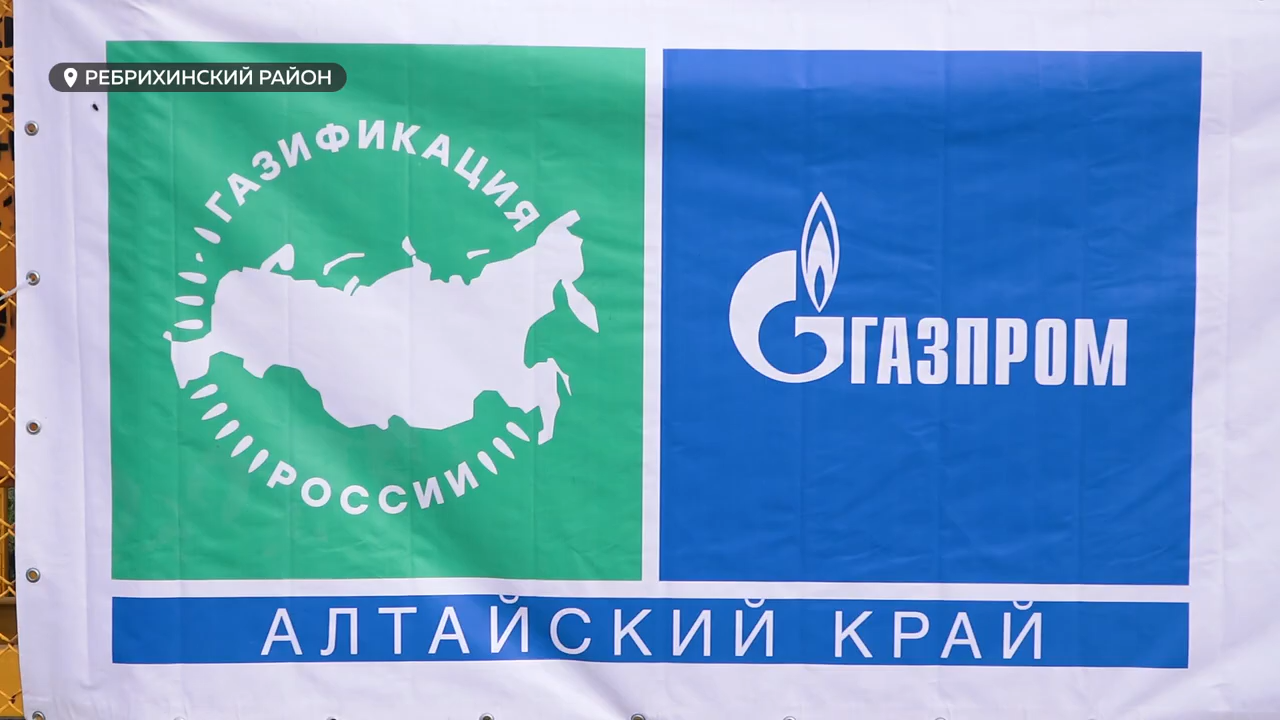 РЕБРИХИНСКИЙ РАЙОН
ГАЗИФИКАЦИЯ
РОССИИ
ГАЗПРОМ
АЛТАЙСКИЙ КРАЙ